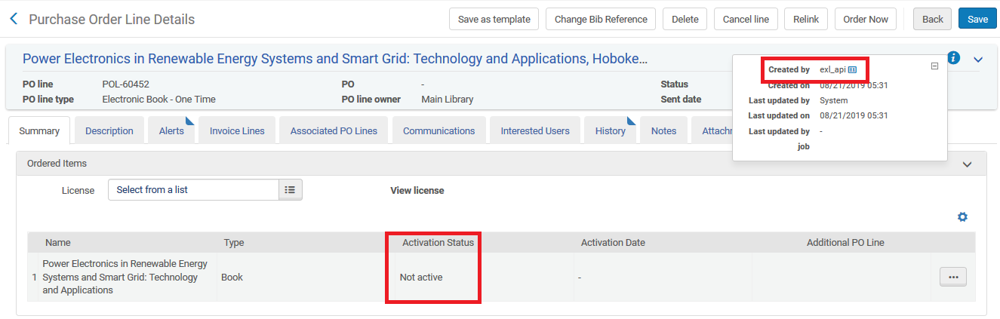 Purchase Order Line Details
Save as template
Change Bib Reference
Delete
Cancel line
Relink
Order Now
Back
Save
Power Electronics in Renewable Energy Systems and Smart Grid: Technology and Applications, Hoboke…
PO line POL-60452 PO - Status
PO line type Electronic Book - One Time PO line owner Main Library Sent date
Created by exl_api
Created on 08/21/2019 05:31
Last updated by System
Last updated on 08/21/2019 05:31
Last updated by job -
Summary
Description
Alerts
Invoice Lines
Associated PO Lines
Communications
Interested Users
History
Notes
Attachm
Ordered Items
License Select from a list View license
Name Type Activation Status Activation Date Additional PO Line
1 Power Electronics in Renewable Energy
Systems and Smart Grid: Technology
and Applications
Book Not active -